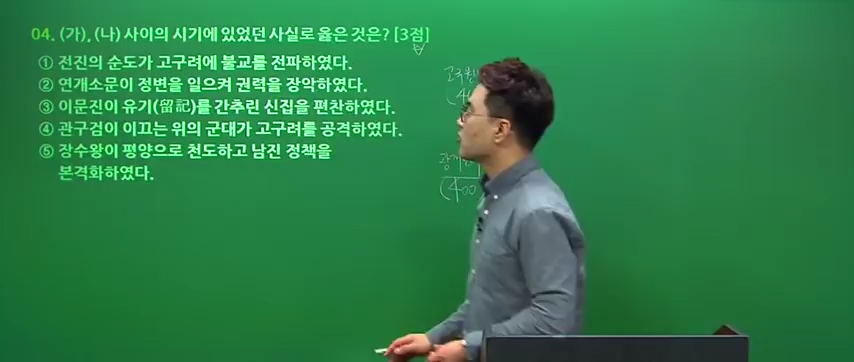 04. (가), (나) 사이의 시기에 있었던 사실로 옳은 것은? [3점]
① 전진의 순도가 고구려에 불교를 전파하였다.
② 연개소문이 정변을 일으켜 권력을 장악하였다.
③ 이문진이 유기(留記)를 간추린 신집을 편찬하였다.
④ 관구검이 이끄는 위의 군대가 고구려를 공격하였다.
⑤ 장수왕이 평양으로 천도하고 남진 정책을
본격화하였다.
(400